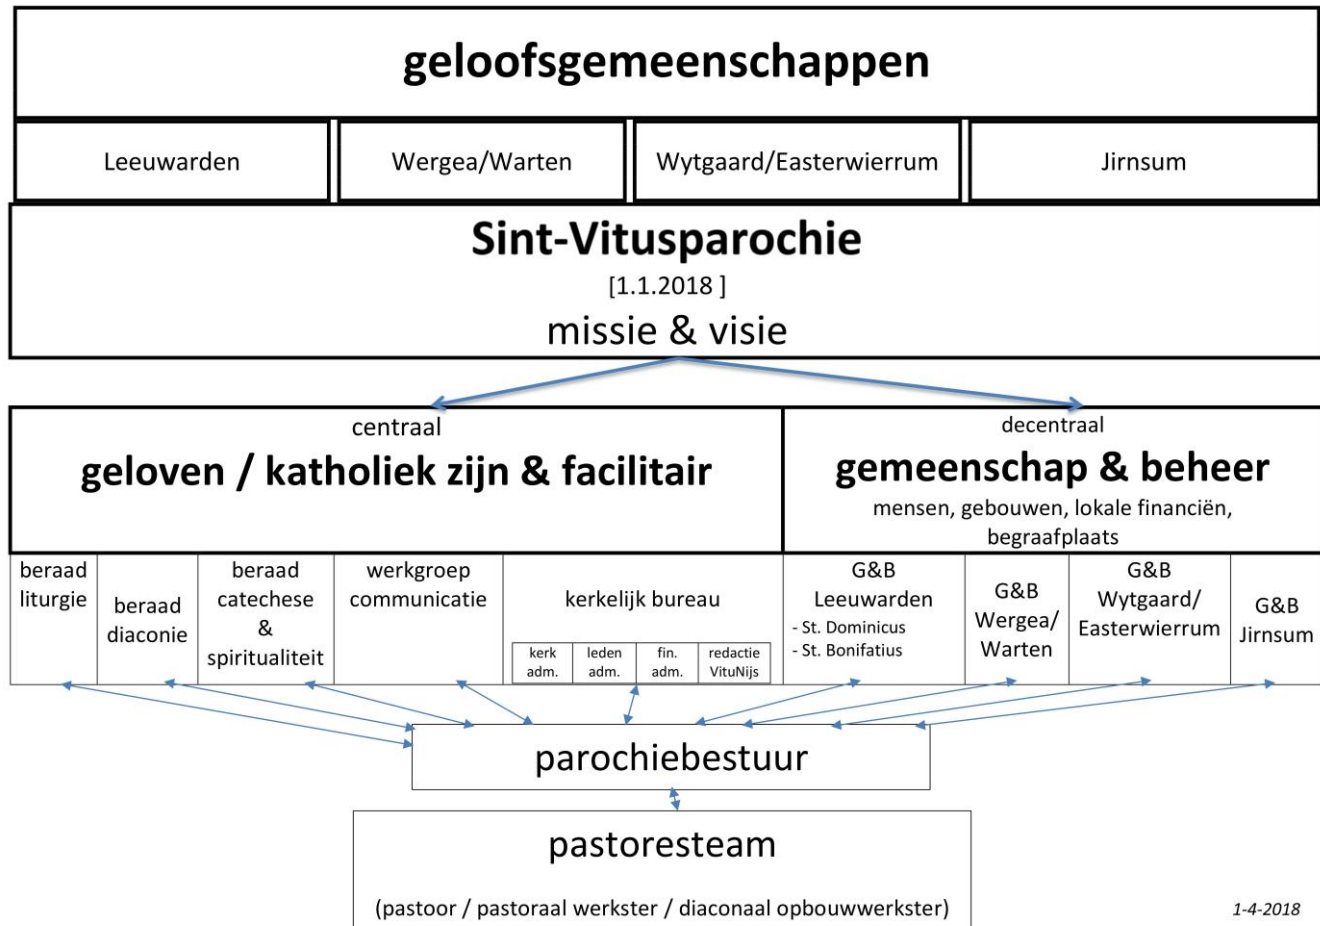 geloofsgemeenschappen
Leeuwarden
Wergea/Warten
Wytgaard/Easterwierrum
Jirnsum
Sint-Vitusparochie
[1.1.2018 ]
missie & visie
centraal
geloven / katholiek zijn & facilitair
decentraal
gemeenschap & beheer
mensen, gebouwen, lokale financiën,
begraafplaats
beraad
liturgie
beraad
diaconie
beraad
catechese
&
spiritualiteit
werkgroep
communicatie
kerkelijk bureau
kerk
adm.
leden
adm.
fin.
adm.
redactie
VituNijs
G&B
Leeuwarden
- St. Dominicus
- St. Bonifatius
G&B
Wergea/
Warten
G&B
Wytgaard/
Easterwierrum
G&B
Jirnsum
parochiebestuur
pastoresteam
(pastoor / pastoraal werkster / diaconaal opbouwwerkster)
1-4-2018